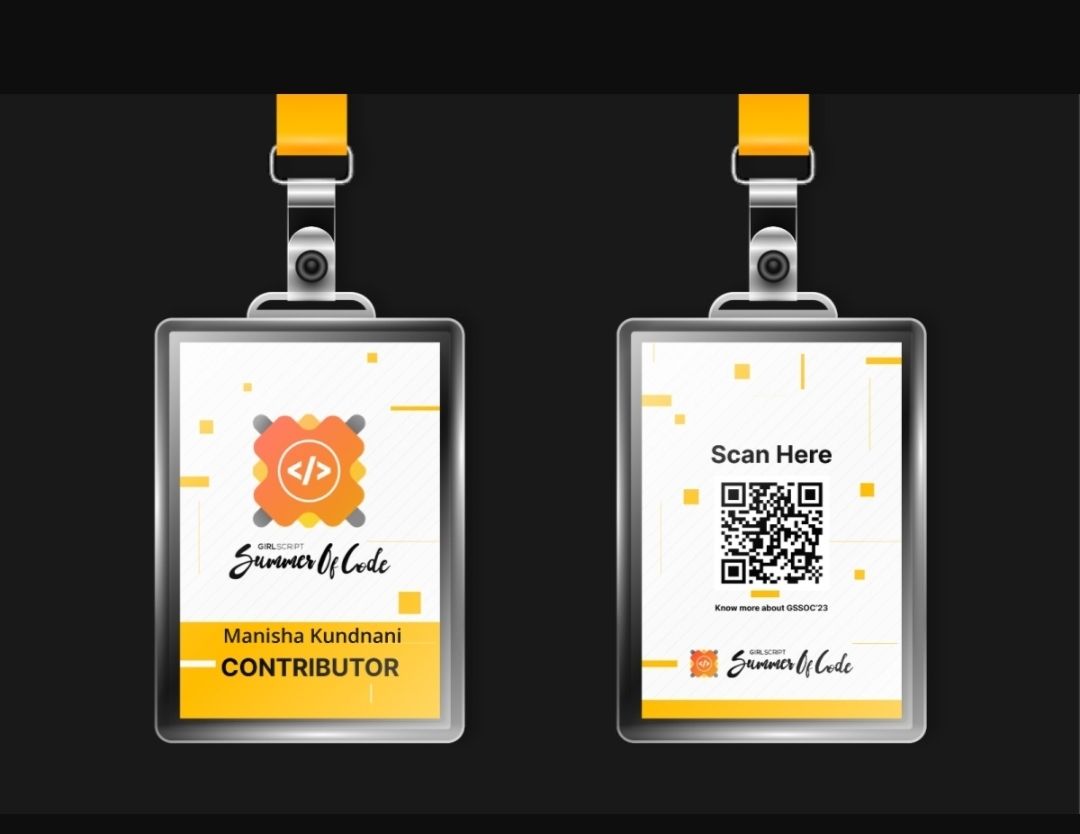 </>
GIRLSCRIPT
Summer Of Code
Manisha Kundnani
CONTRIBUTOR
Scan Here
Know more about GSSOC'23
</>
GIRLSCRIPT
Summer Of Code